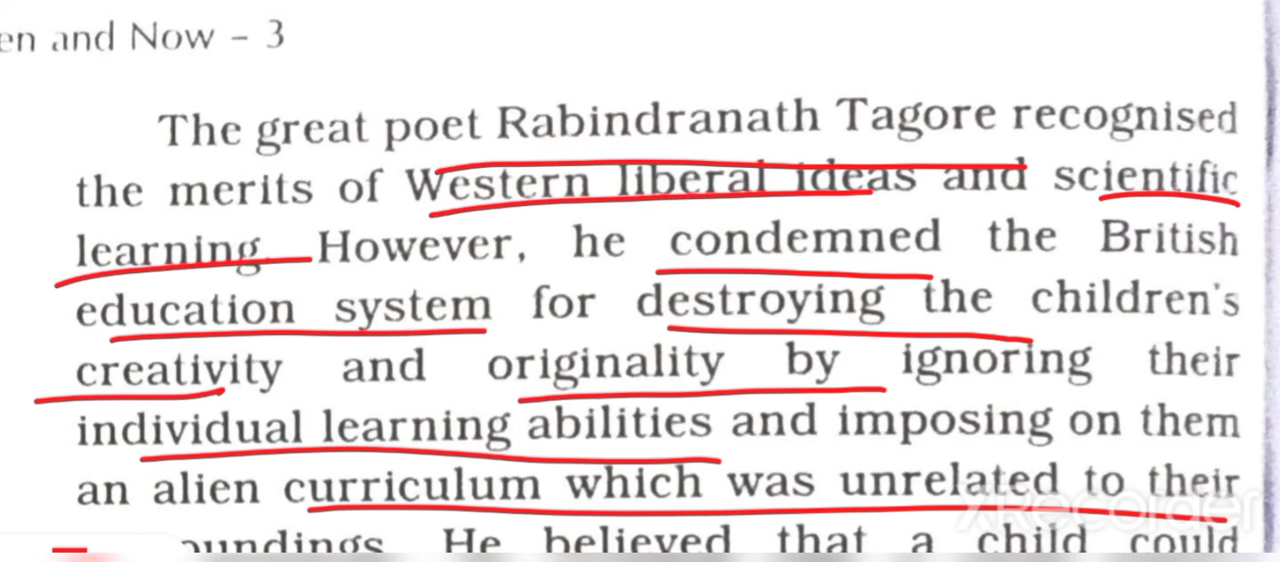 en and Now – 3
The great poet Rabindranath Tagore recognised
the merits of Western liberal ideas and scientific
learning. However, he condemned the British
education system for destroying the children's
creativity and originality by ignoring their
individual learning abilities and imposing on them
an alien curriculum which was unrelated to their
XRecorder
oundings. He believed that a child could